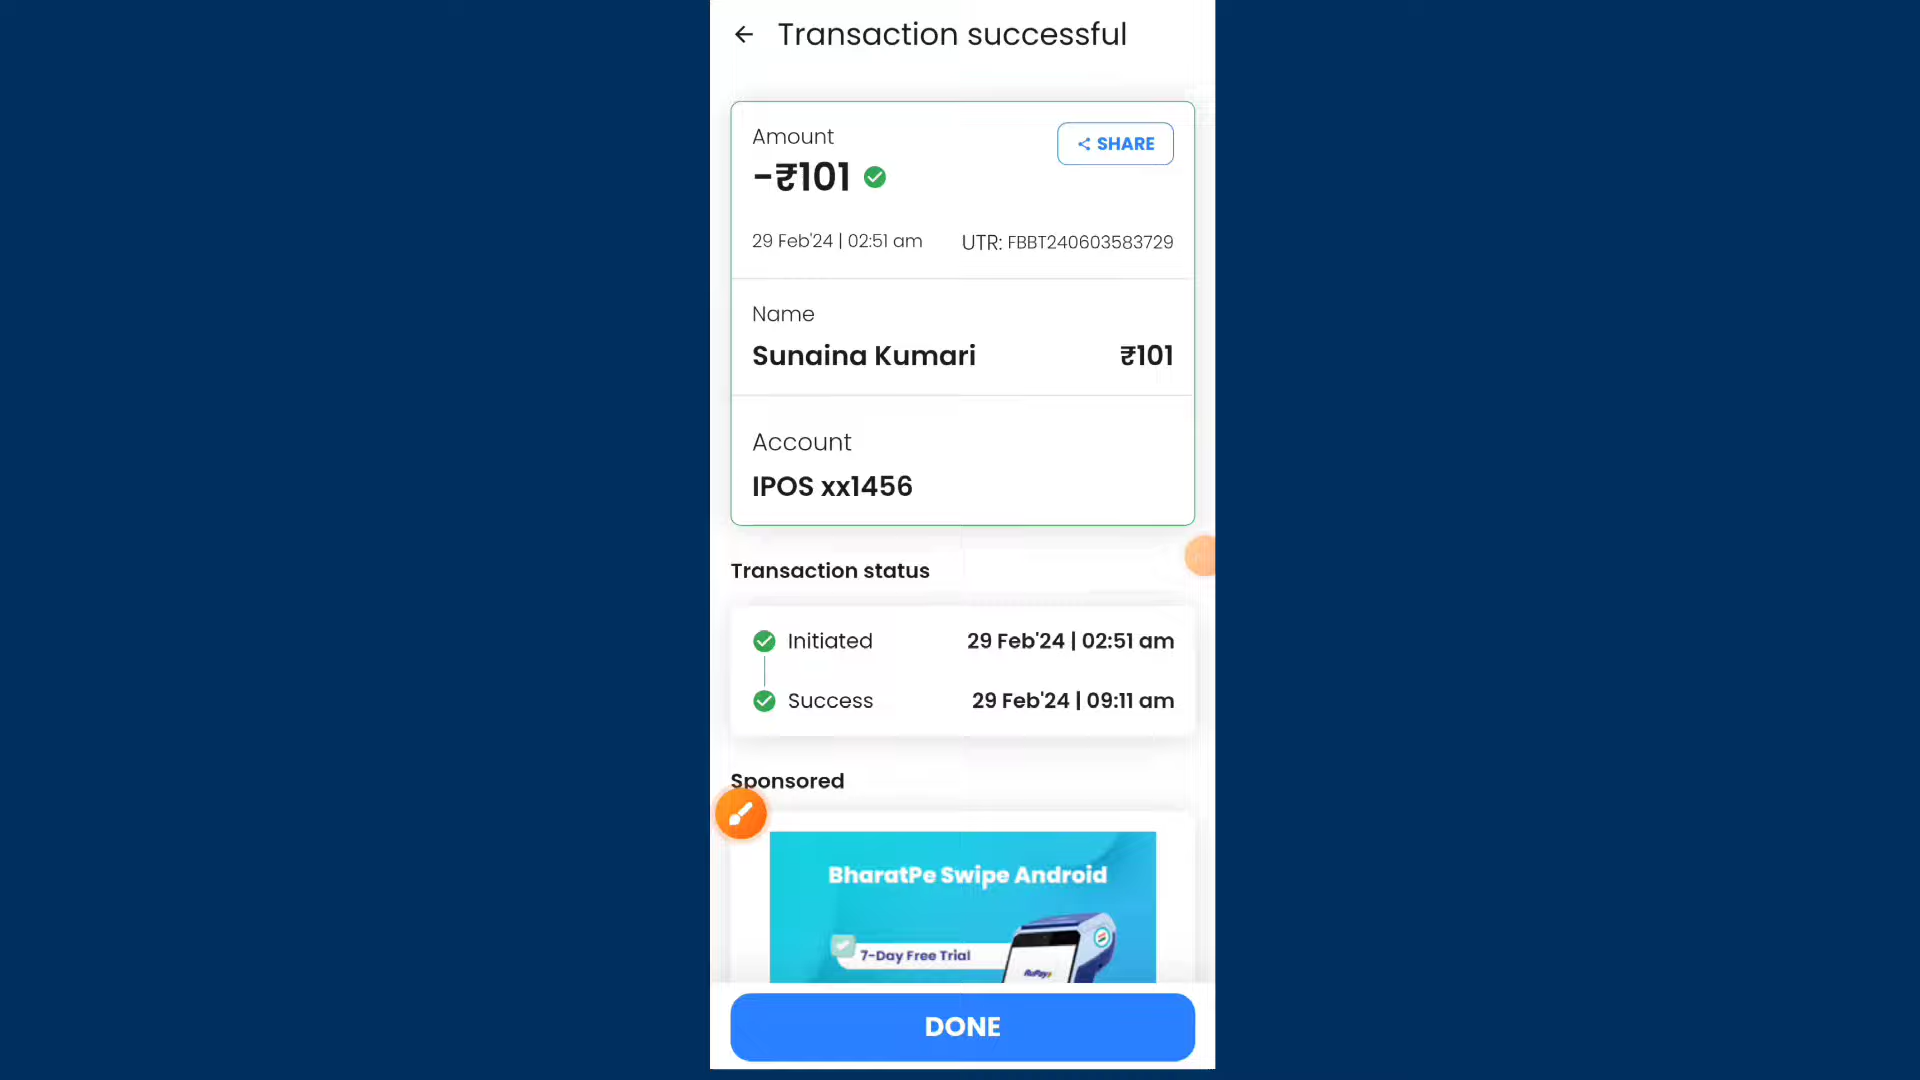 Transaction successful
Amount
SHARE
-₹101
29 Feb'24 | 02:51 am
UTR: FBBT240603583729
Name
Sunaina Kumari
₹101
Account
IPOS xx1456
Transaction status
Initiated
29 Feb'24 | 02:51 am
Success
29 Feb'24 | 09:11 am
Sponsored
BharatPe Swipe Android
7-Day Free Trial
RuPay
DONE